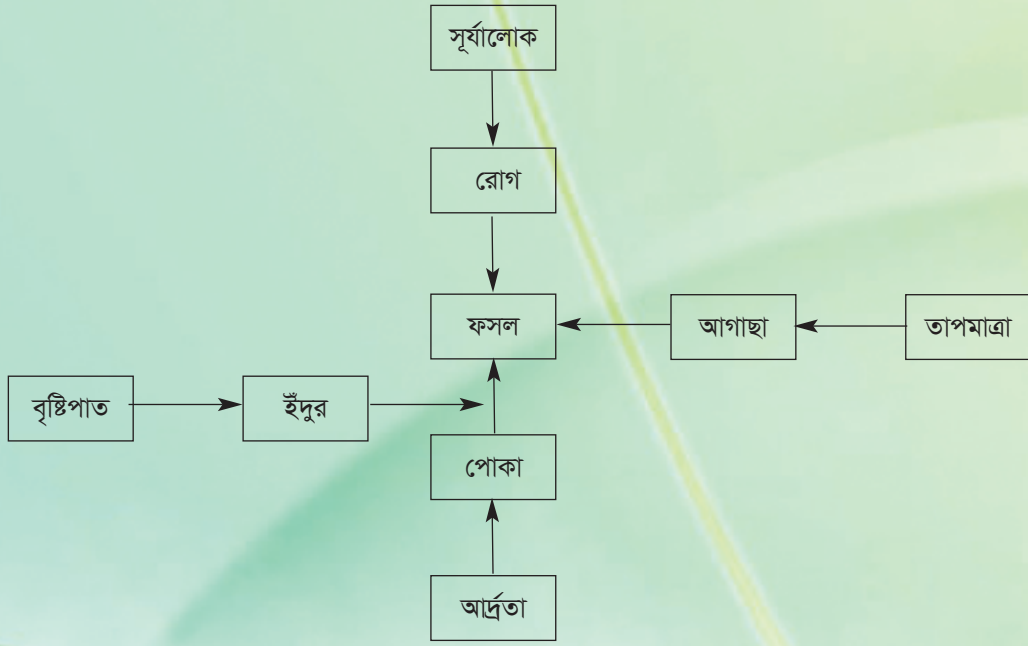 সূর্যালোক
রোগ
ফসল
আগাছা
তাপমাত্রা
বৃষ্টিপাত
ইঁদুর
পোকা
আর্দ্রতা